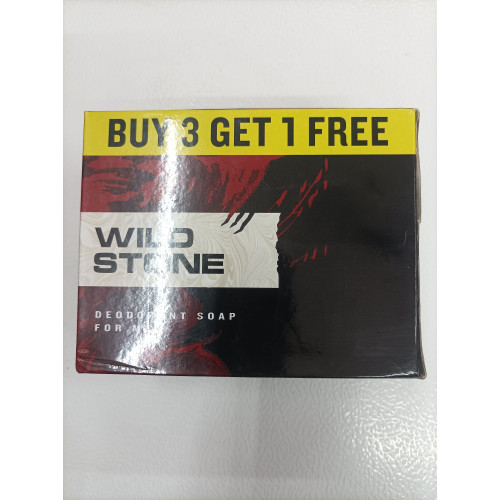 BUY 3 GET 1 FREE
WILD
STONE
DEODORANT SOAP
FOR